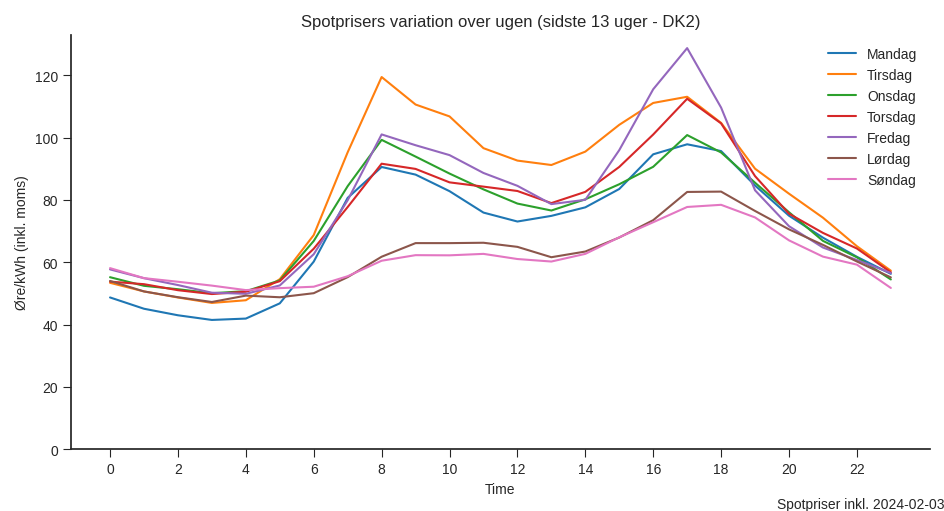 Spotprisers variation over ugen (sidste 13 uger - DK2)
Mandag
Tirsdag
Onsdag
Torsdag
Fredag
Lørdag
Søndag
Øre/kWh (inkl. moms)
120
100
80
60
40
20
0
0 2 4 6 8 10 12 14 16 18 20 22
Time
Spotpriser inkl. 2024-02-03